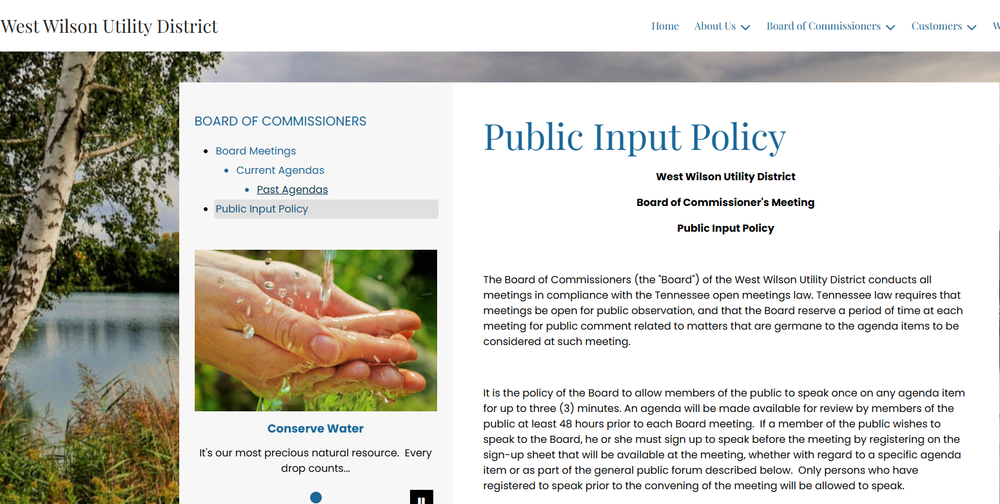 West Wilson Utility District
Home
About Us
Board of Commissioners
Customers
W
BOARD OF COMMISSIONERS
Board Meetings
Current Agendas
Past Agendas
Public Input Policy
Conserve Water
It's our most precious natural resource.  Every
drop counts...
Public Input Policy
West Wilson Utility District
Board of Commissioner's Meeting
Public Input Policy
The Board of Commissioners (the "Board") of the West Wilson Utility District conducts all
meetings in compliance with the Tennessee open meetings law. Tennessee law requires that
meetings be open for public observation, and that the Board reserve a period of time at each
meeting for public comment related to matters that are germane to the agenda items to be
considered at such meeting.
It is the policy of the Board to allow members of the public to speak once on any agenda item
for up to three (3) minutes. An agenda will be made available for review by members of the
public at least 48 hours prior to each Board meeting.  If a member of the public wishes to
speak to the Board, he or she must sign up to speak before the meeting by registering on the
sign-up sheet that will be available at the meeting, whether with regard to a specific agenda
item or as part of the general public forum described below.  Only persons who have
registered to speak prior to the convening of the meeting will be allowed to speak.